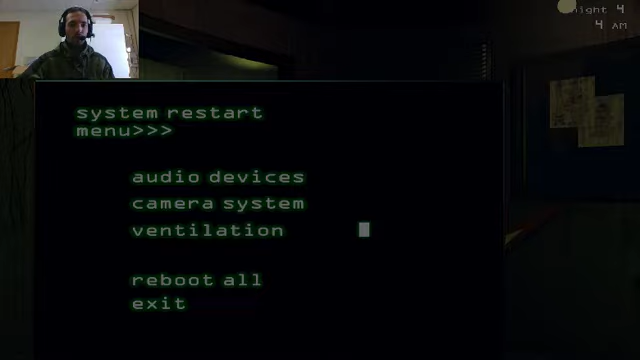 night 4
4 AM
system restart
menu>>>
audio devices
camera system
ventilation
reboot all
exit